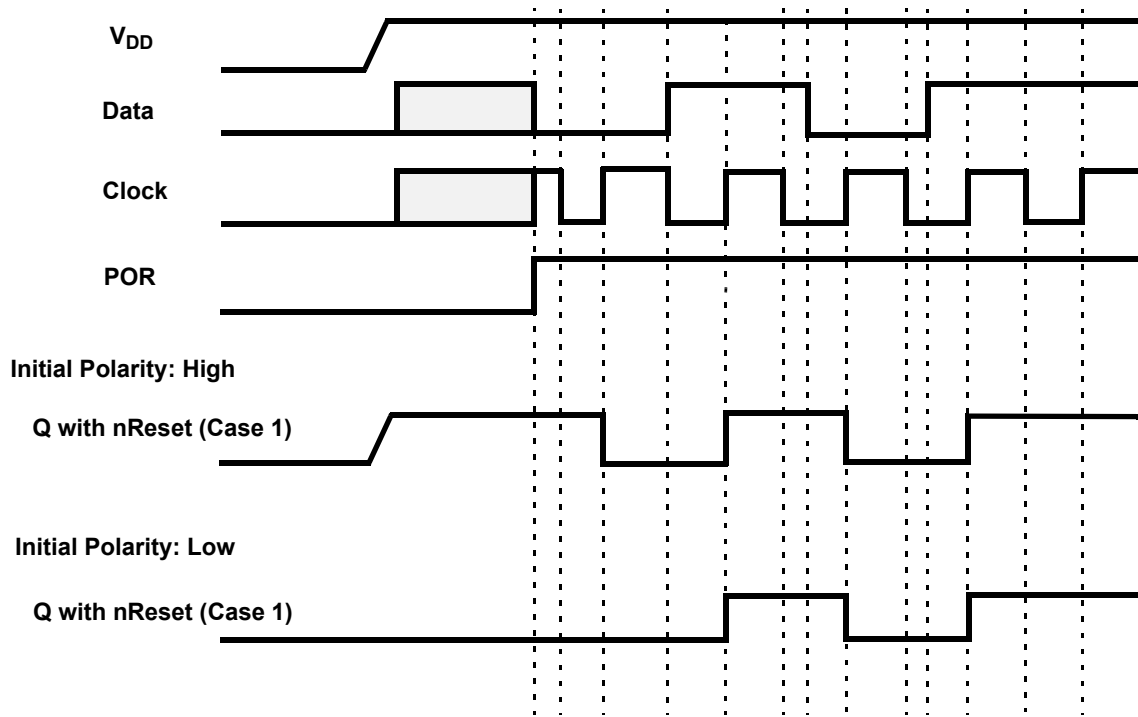 VDD
Data
Clock
POR
Initial Polarity: High
Q with nReset (Case 1)
Initial Polarity: Low
Q with nReset (Case 1)